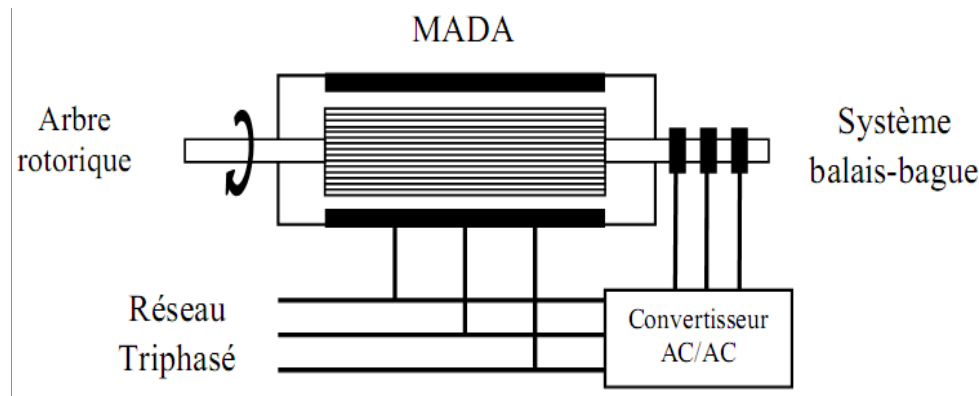 MADA
Arbre
rotorique
Système
balais-bague
Réseau
Triphasé
Convertisseur
AC/AC